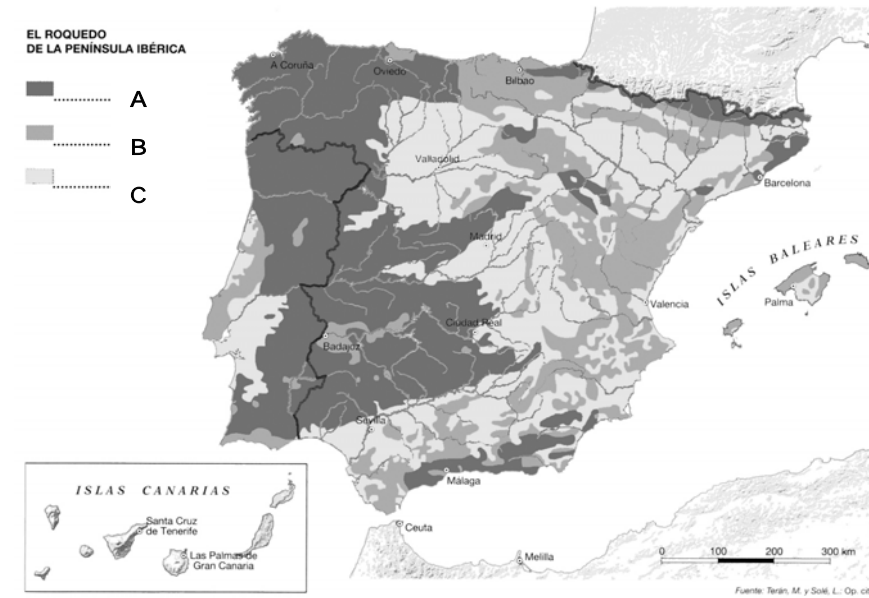 EL ROQUEDO
DE LA PENÍNSULA IBÉRICA
A
B
C
A Coruña
Oviedo
Bilbao
Valladolid
Barcelona
Madrid
ISLAS BALEARES
Palma
Valencia
Ciudad Real
Badajoz
Sevilla
Málaga
ISLAS CANARIAS
Santa Cruz
de Tenerife
Las Palmas de
Gran Canaria
Ceuta
Melilla
0 100 200 300 km
Fuente: Terán, M. y Solé, L.: Op. cit